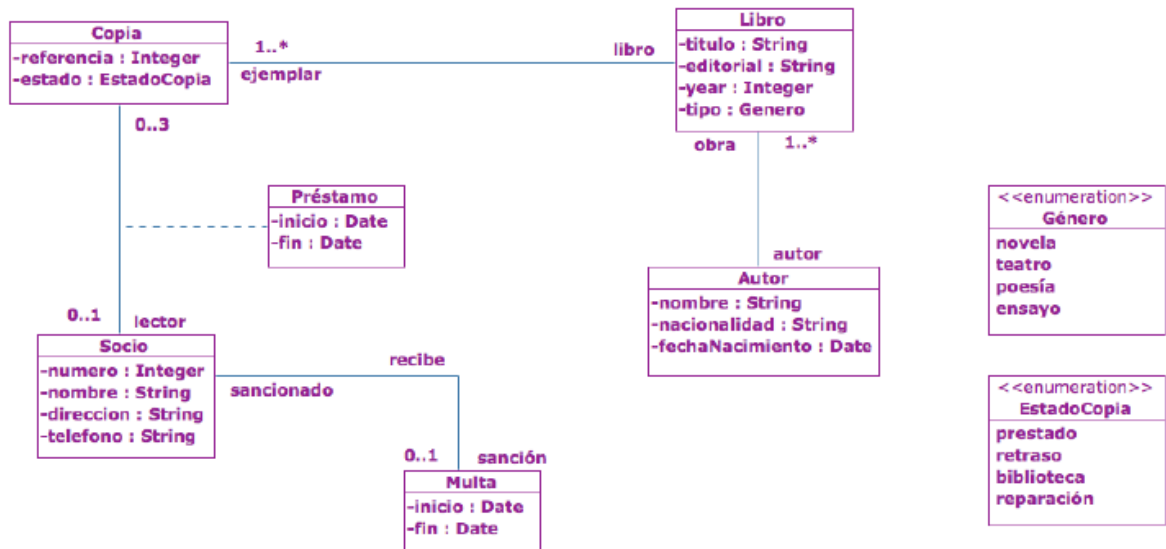 Copia
-referencia : Integer
-estado : EstadoCopia
1..*
ejemplar
libro
Libro
-titulo : String
-editorial : String
-year : Integer
-tipo : Genero
0..3
obra
1..*
Préstamo
-inicio : Date
-fin : Date
<<enumeration>>
Género
novela
teatro
poesía
ensayo
autor
Autor
-nombre : String
-nacionalidad : String
-fechaNacimiento : Date
0..1
lector
Socio
-numero : Integer
-nombre : String
-direccion : String
-telefono : String
recibe
sancionado
<<enumeration>>
EstadoCopia
prestado
retraso
biblioteca
reparación
0..1
sanción
Multa
-inicio : Date
-fin : Date